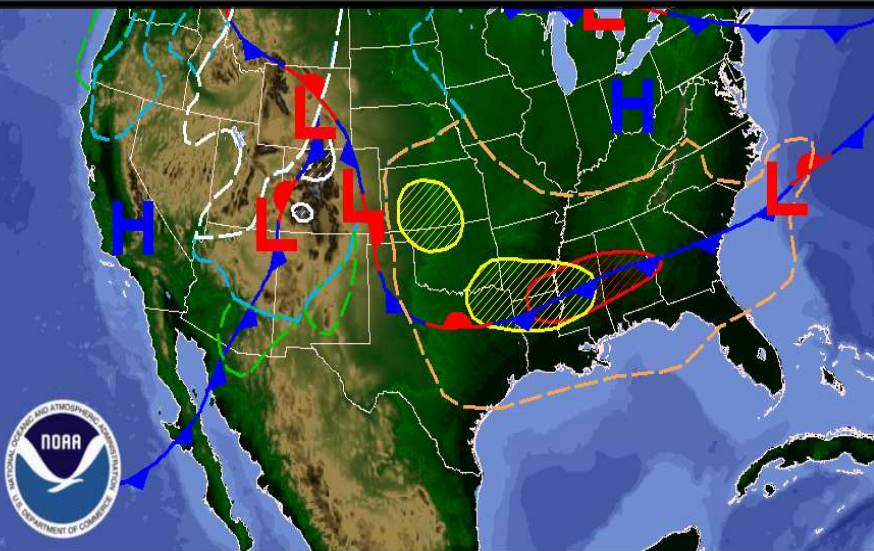 L
H
L
L
L
L
H
NOAA
NATIONAL OCEANIC AND ATMOSPHERIC ADMINISTRATION
U.S. DEPARTMENT OF COMMERCE